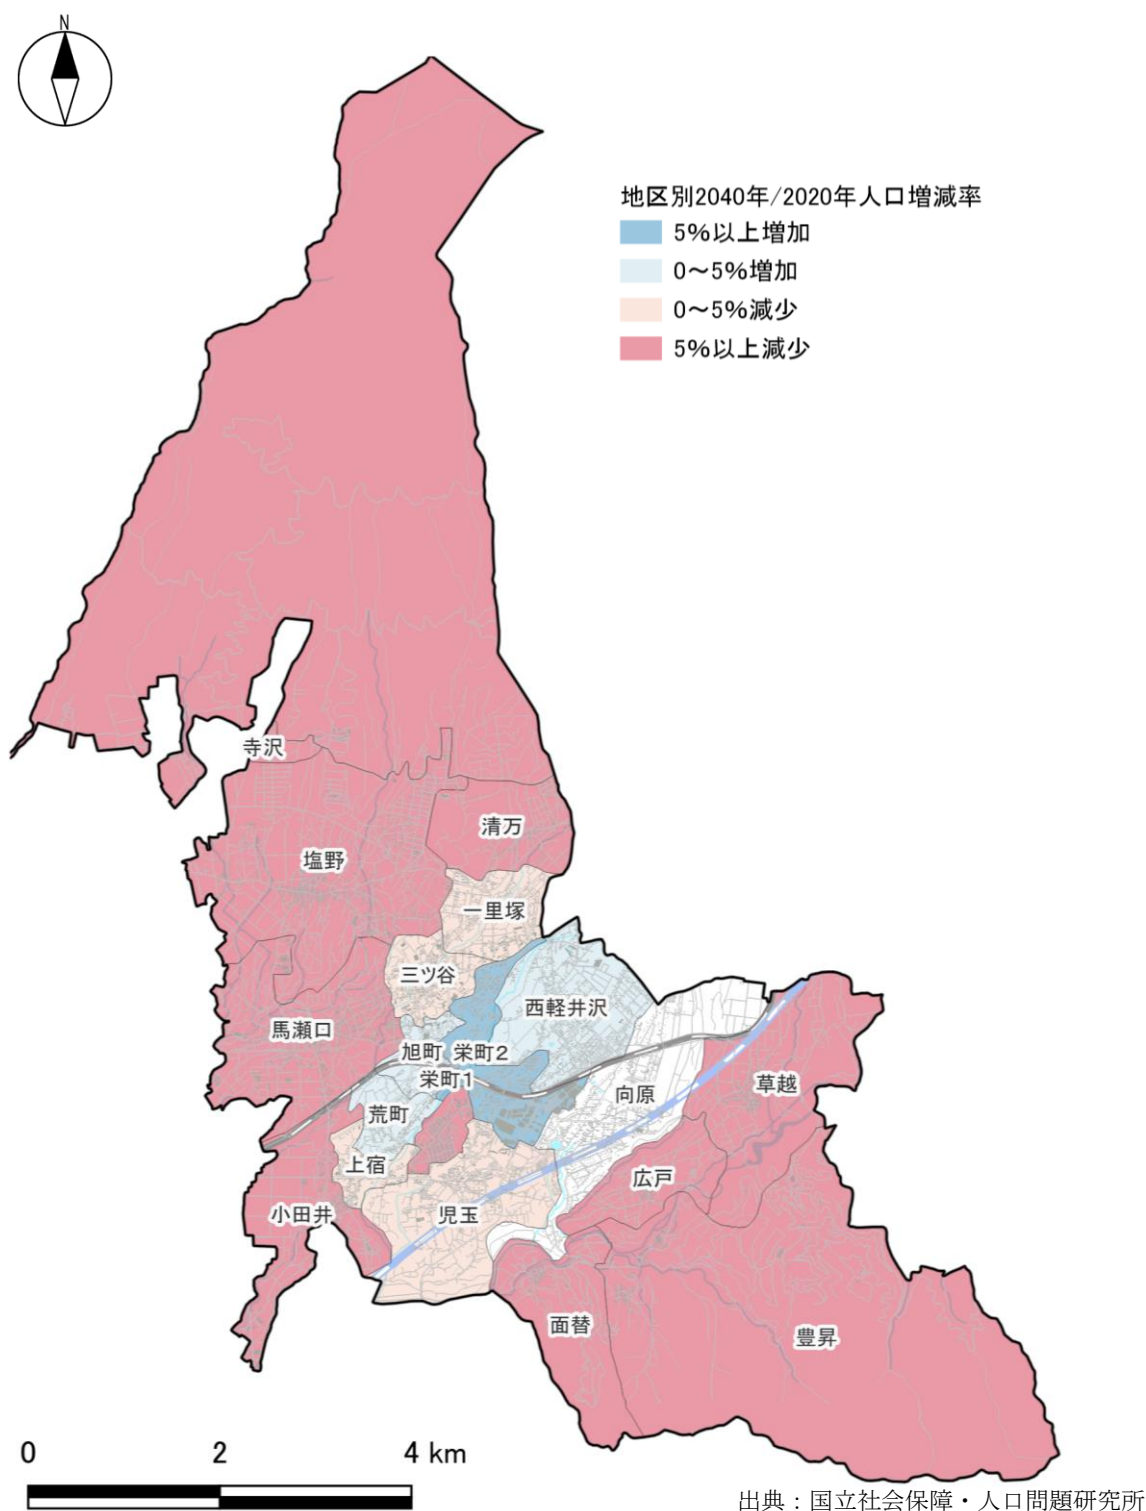 N
地区別2040年/2020年人口増減率
5%以上増加
0～5%増加
0～5%減少
5%以上減少
寺沢
清万
塩野
一里塚
三ツ谷
西軽井沢
馬瀬口
旭町
栄町2
栄町1
草越
向原
荒町
上宿
広戸
小田井
児玉
面替
豊昇
0 2 4 km
出典：国立社会保障・人口問題研究所